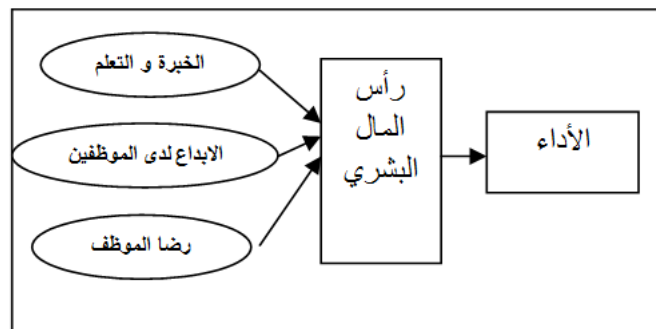 الخبرة و التعلم
الابداع لدى الموظفين
رضا الموظف
رأس
المال
البشري
الأداء